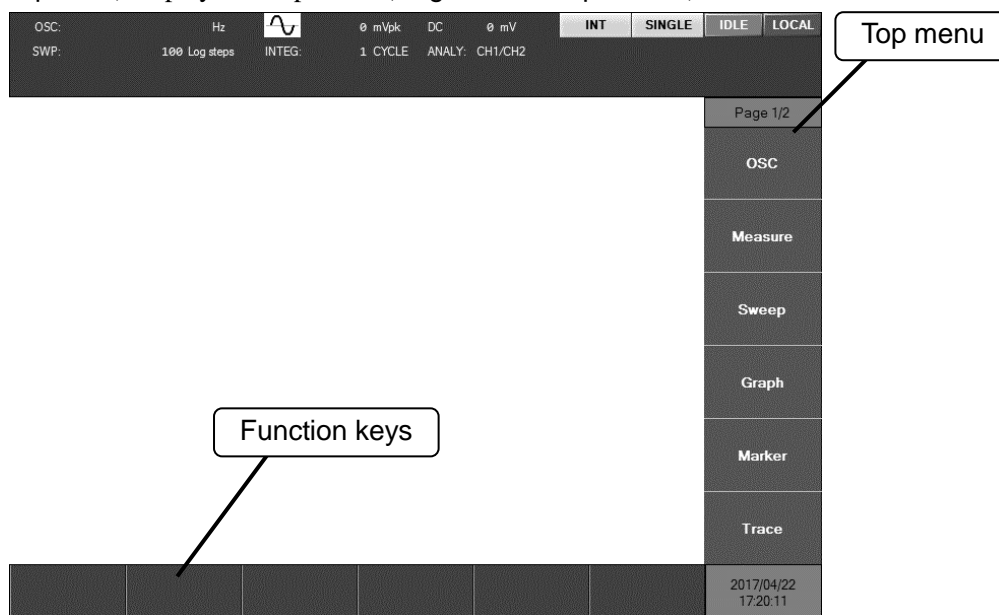 OSC: Hz 0 mVpk DC 0 mV INT SINGLE IDLE LOCAL
SWP: 100 Log steps INTEG: 1 CYCLE ANALY: CH1/CH2
Top menu
Page 1/2
OSC
Measure
Sweep
Graph
Function keys
Marker
Trace
2017/04/22
17:20:11